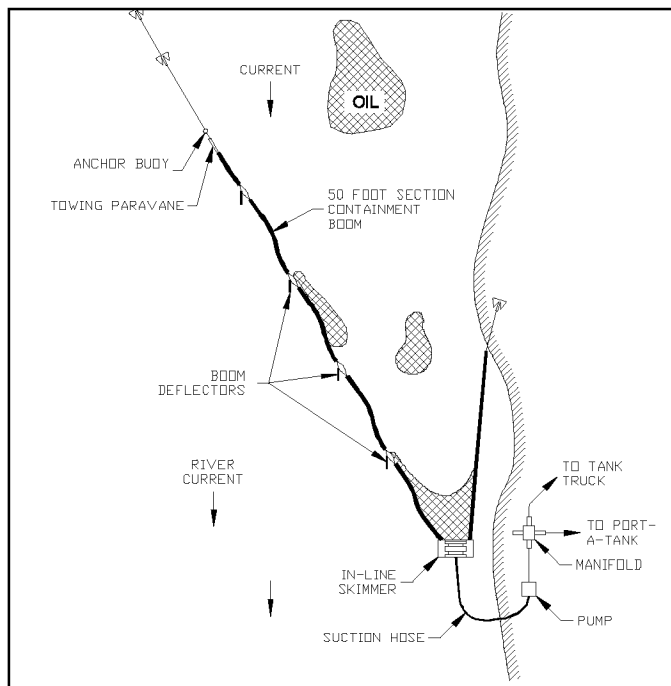 CURRENT
OIL
ANCHOR BUOY
TOWING PARAVANE
50 FOOT SECTION
CONTAINMENT
BOOM
BOOM
DEFLECTORS
RIVER
CURRENT
TO TANK
TRUCK
TO PORT-
A-TANK
MANIFOLD
IN-LINE
SKIMMER
PUMP
SUCTION HOSE